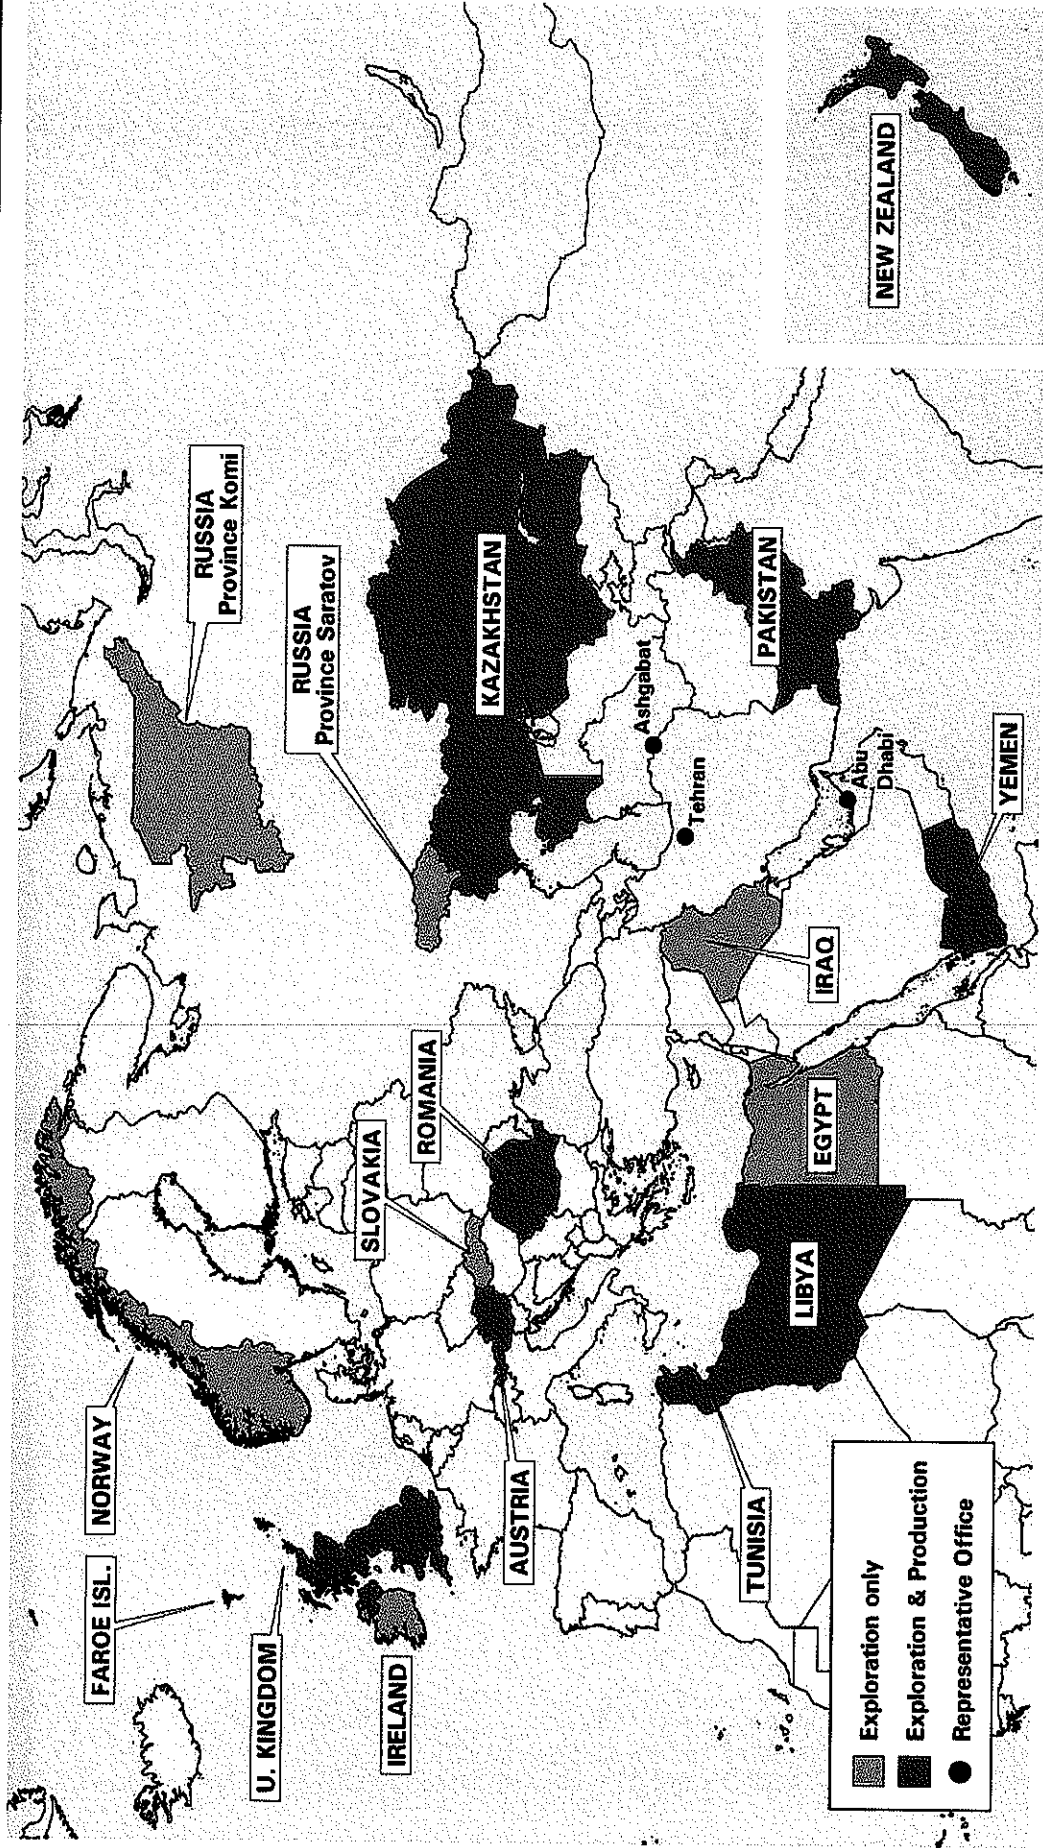 FAROE ISL.
NORWAY
U. KINGDOM
IRELAND
RUSSIA
Province Komi
RUSSIA
Province Saratov
SLOVAKIA
ROMANIA
KAZAKHSTAN
AUSTRIA
Ashgabat
Tehran
TUNISIA
LIBYA
EGYPT
IRAQ
PAKISTAN
Abu
Dhabi
YEMEN
NEW ZEALAND
Exploration only
Exploration & Production
Representative Office